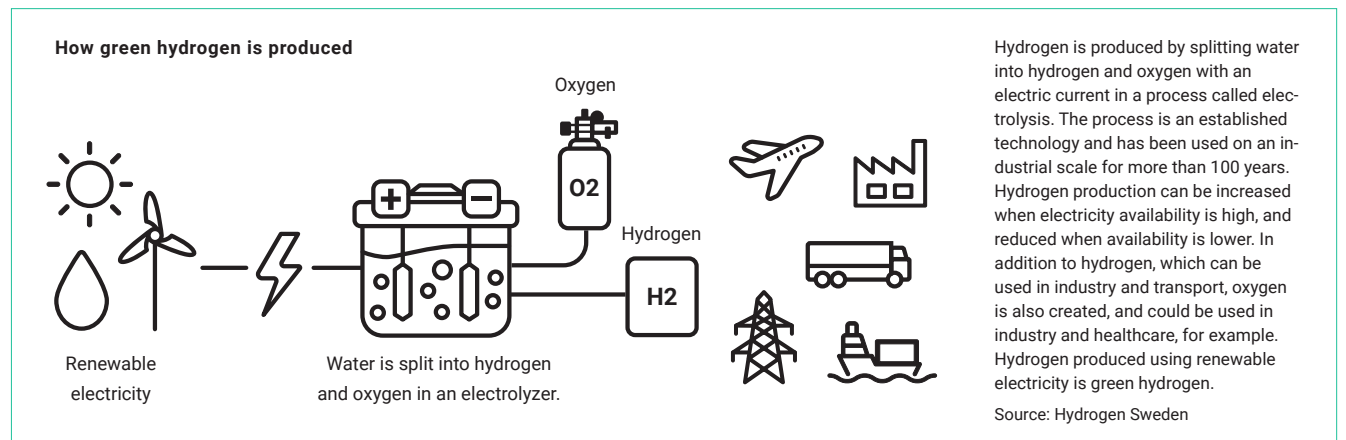 How green hydrogen is produced
Oxygen
O2
Hydrogen
H2
+
−
Renewable
electricity
Water is split into hydrogen
and oxygen in an electrolyzer.
Hydrogen is produced by splitting water
into hydrogen and oxygen with an
electric current in a process called elec-
trolysis. The process is an established
technology and has been used on an in-
dustrial scale for more than 100 years.
Hydrogen production can be increased
when electricity availability is high, and
reduced when availability is lower. In
addition to hydrogen, which can be
used in industry and transport, oxygen
is also created, and could be used in
industry and healthcare, for example.
Hydrogen produced using renewable
electricity is green hydrogen.
Source: Hydrogen Sweden